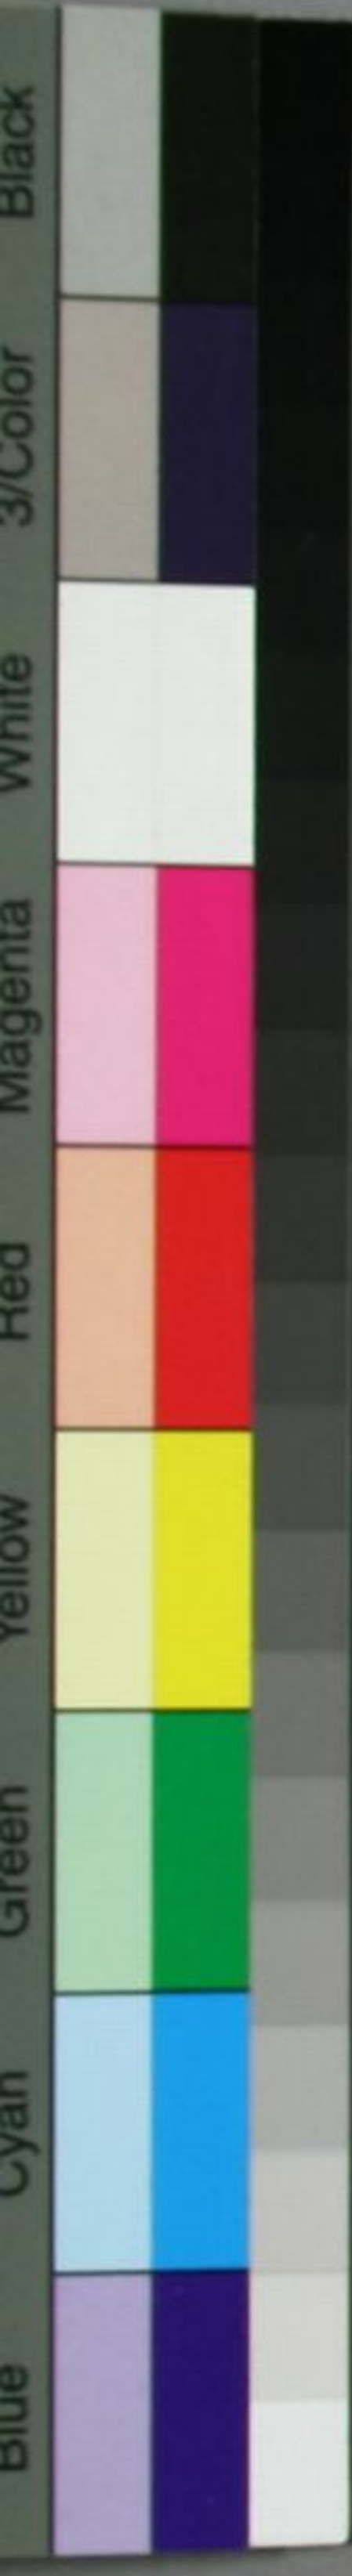 Blue
Cyan
Green
Yellow
Red
Magenta
White
3/Color
Black